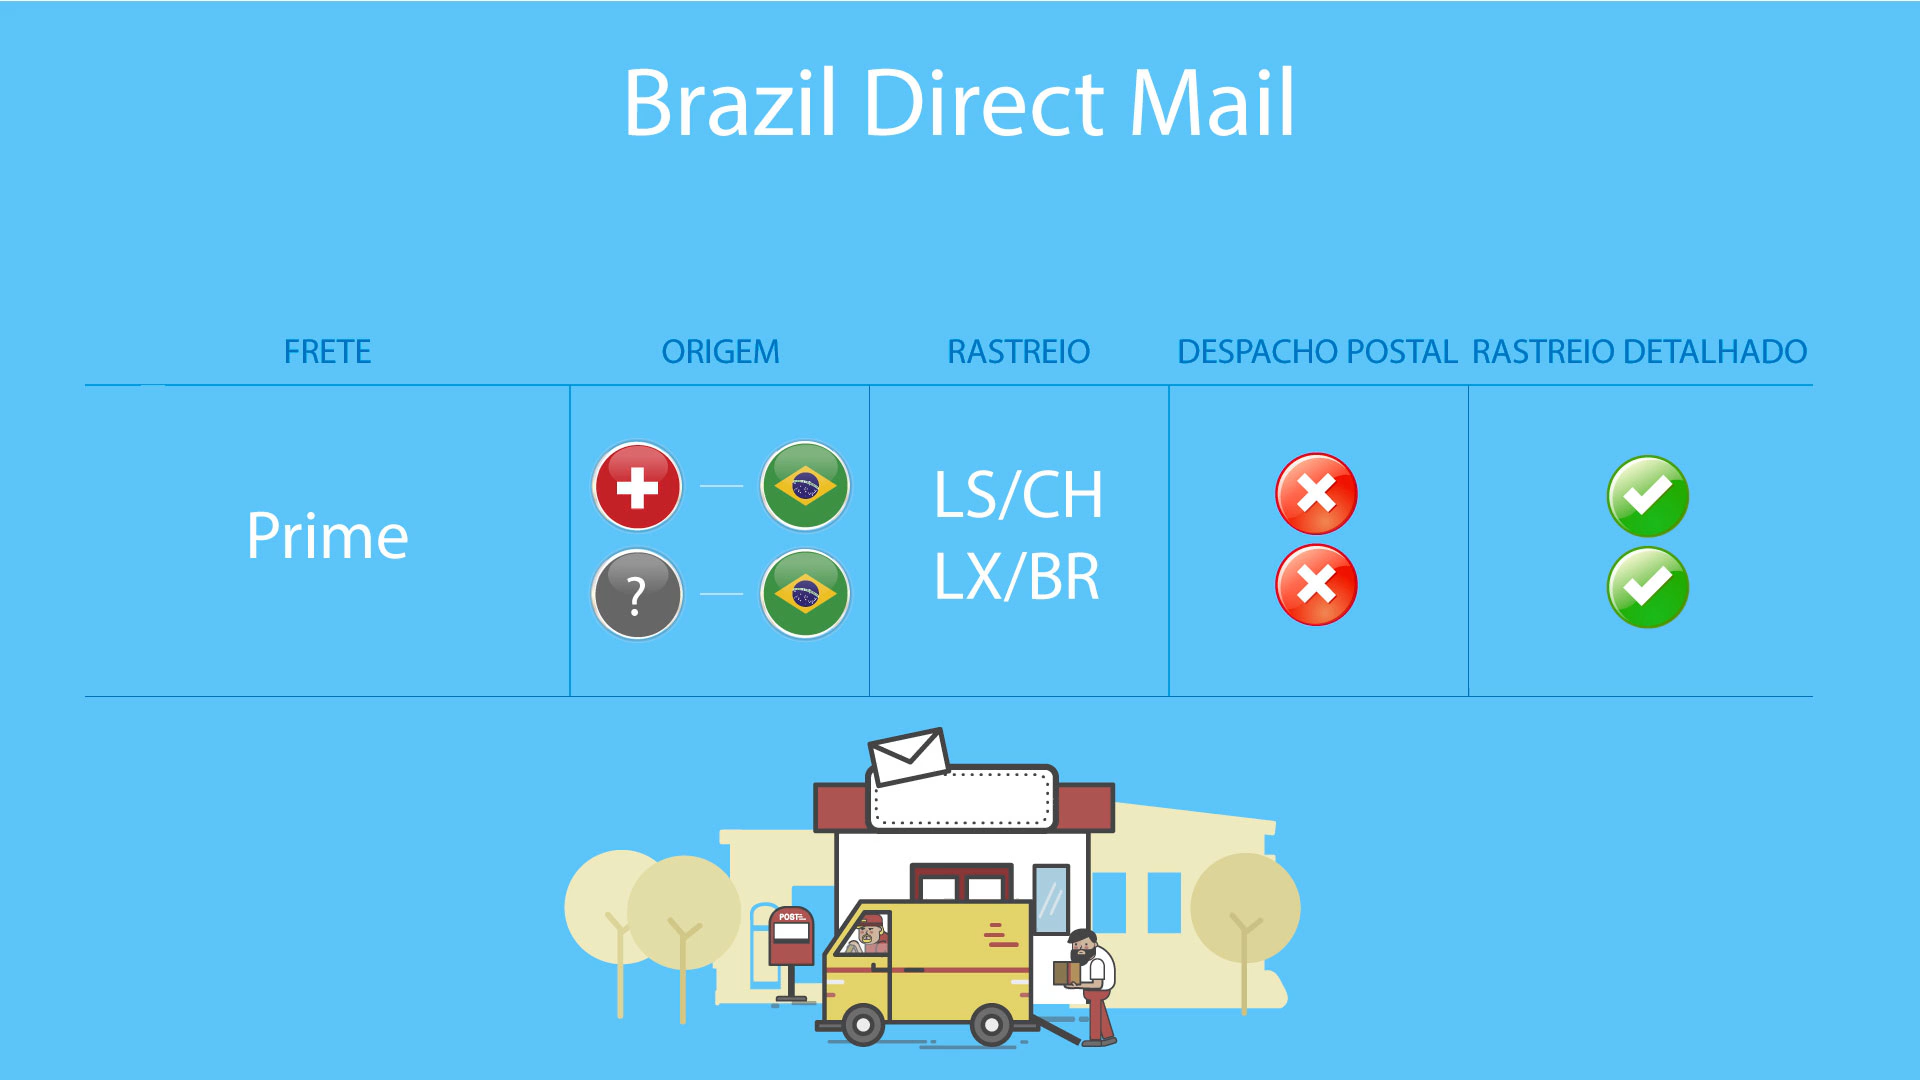 Brazil Direct Mail
FRETE ORIGEM RASTREIO DESPACHO POSTAL RASTREIO DETALHADO
Prime
?
LS/CH
LX/BR
POST